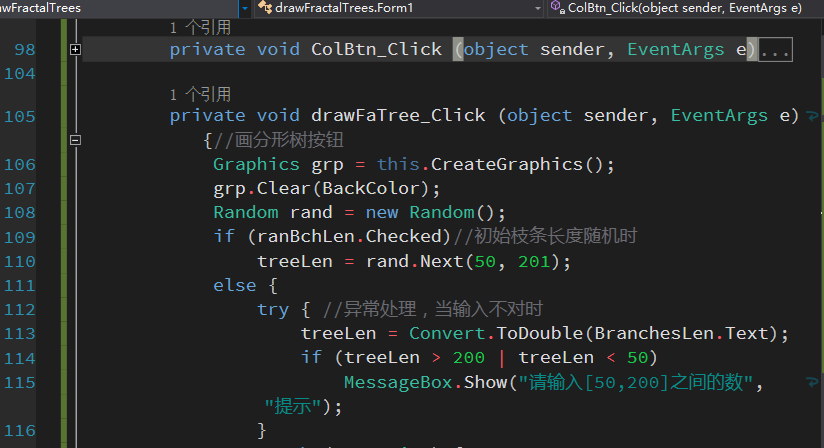 wFractalTrees drawFractalTrees.Form1 ColBtn_Click(object sender, EventArgs e)
1 个引用
98 private void ColBtn_Click (object sender, EventArgs e)...
104
1 个引用
105 private void drawFaTree_Click (object sender, EventArgs e)
{//画分形树按钮
106 Graphics grp = this.CreateGraphics();
107 grp.Clear(BackColor);
108 Random rand = new Random();
109 if (ranBchLen.Checked)//初始枝条长度随机时
110 treeLen = rand.Next(50, 201);
111 else {
112 try { //异常处理，当输入不对时
113 treeLen = Convert.ToDouble(BranchesLen.Text);
114 if (treeLen > 200 | treeLen < 50)
115 MessageBox.Show("请输入[50,200]之间的数",
"提示");
116 }